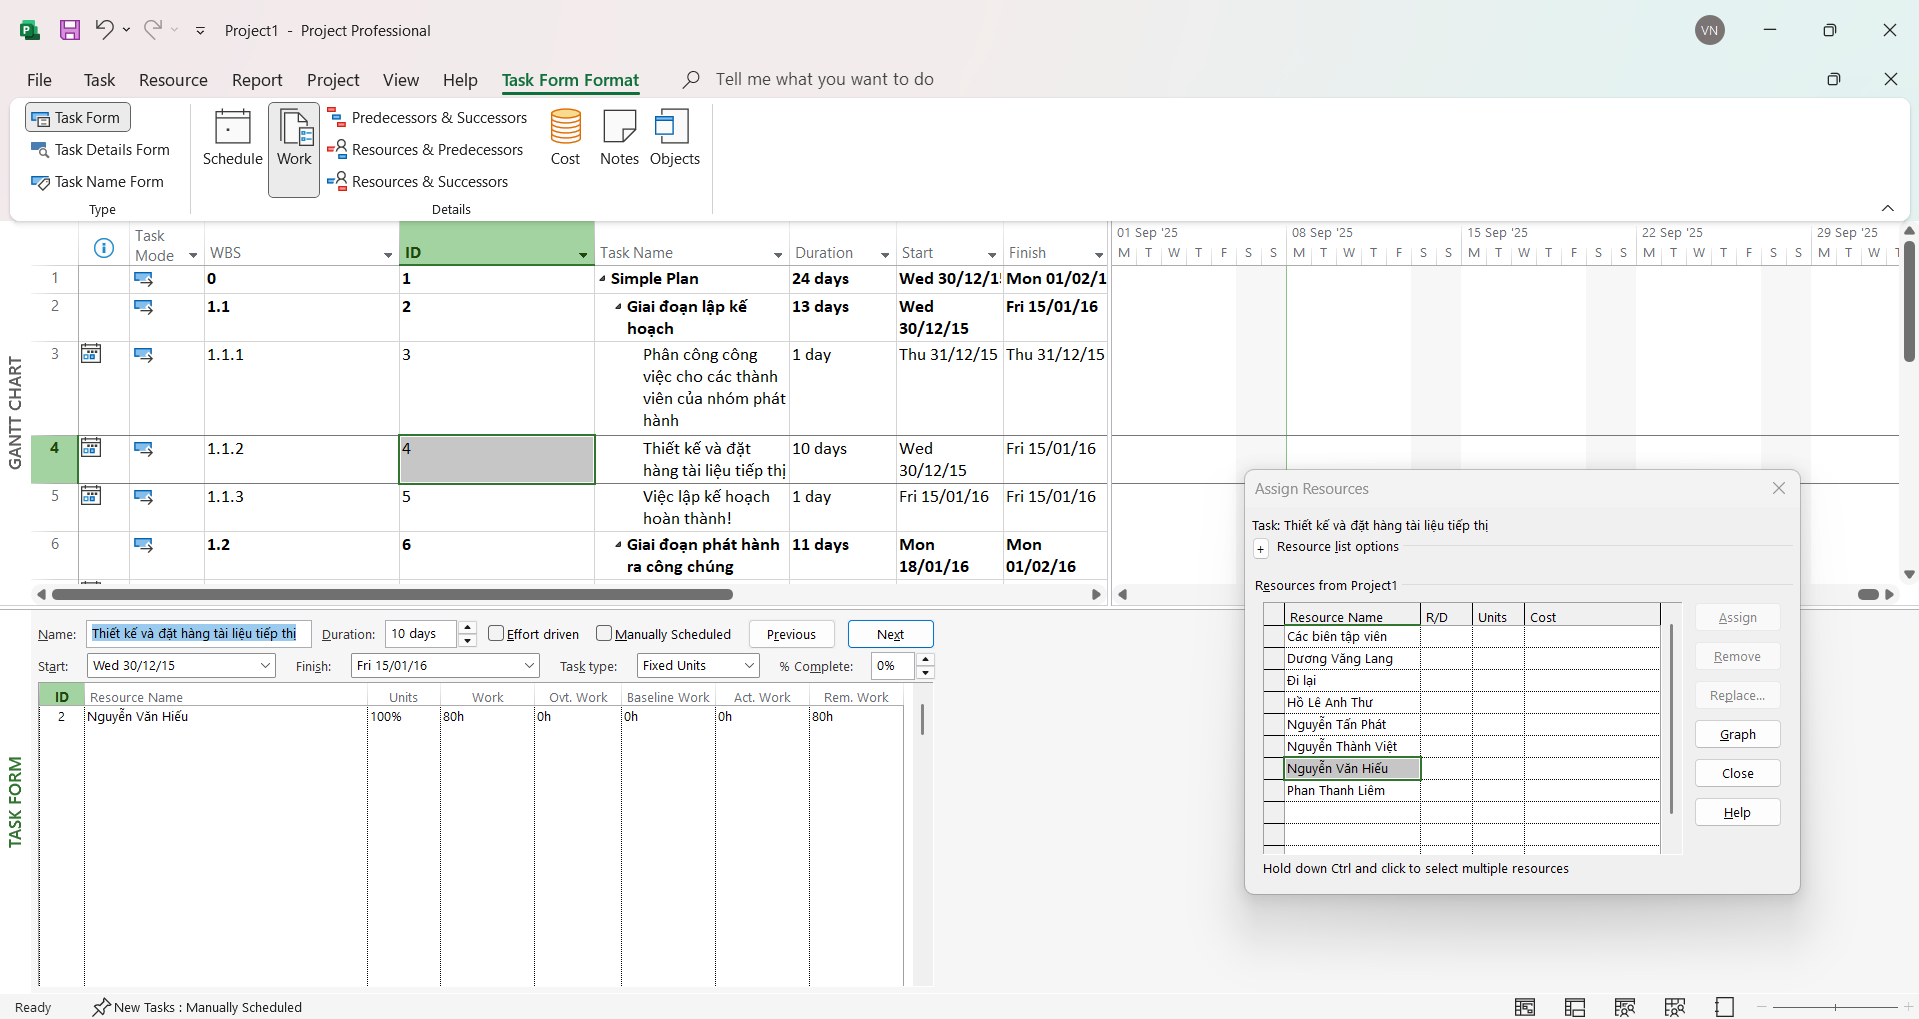 Project1 - Project Professional
VN
File Task Resource Report Project View Help Task Form Format Tell me what you want to do
Task Form
Task Details Form
Task Name Form
Type
Schedule
Work
Predecessors & Successors
Resources & Predecessors
Resources & Successors
Cost
Notes
Objects
Details
GANTT CHART
Task Mode WBS ID Task Name Duration Start Finish
01 Sep '25 08 Sep '25 15 Sep '25 22 Sep '25 29 Sep '25
M T W T F S S M T W T F S S M T W T F S S M T W T F S S M T W
1 0 1 Simple Plan 24 days Wed 30/12/1 Mon 01/02/1
2 1.1 2 Giai đoạn lập kế 13 days Wed Fri 15/01/16
hoạch 30/12/15
3 1.1.1 3 Phân công công 1 day Thu 31/12/15 Thu 31/12/15
việc cho các thành
viên của nhóm phát
hành
4 1.1.2 4 Thiết kế và đặt 10 days Wed Fri 15/01/16
hàng tài liệu tiếp thị 30/12/15
5 1.1.3 5 Việc lập kế hoạch 1 day Fri 15/01/16 Fri 15/01/16
hoàn thành!
6 1.2 6 Giai đoạn phát hành 11 days Mon Mon
ra công chúng 18/01/16 01/02/16
TASK FORM
Name: Thiết kế và đặt hàng tài liệu tiếp thị Duration: 10 days Effort driven Manually Scheduled Previous Next
Start: Wed 30/12/15 Finish: Fri 15/01/16 Task type: Fixed Units % Complete: 0%
ID Resource Name Units Work Ovt. Work Baseline Work Act. Work Rem. Work
2 Nguyễn Văn Hiếu 100% 80h 0h 0h 0h 80h
Assign Resources
Task: Thiết kế và đặt hàng tài liệu tiếp thị
+ Resource list options
Resources from Project1
Resource Name R/D Units Cost
Các biên tập viên
Dương Văng Lang
Đi lại
Hồ Lê Anh Thư
Nguyễn Tấn Phát
Nguyễn Thành Việt
Nguyễn Văn Hiếu
Phan Thanh Liêm
Assign
Remove
Replace...
Graph
Close
Help
Hold down Ctrl and click to select multiple resources
Ready New Tasks : Manually Scheduled